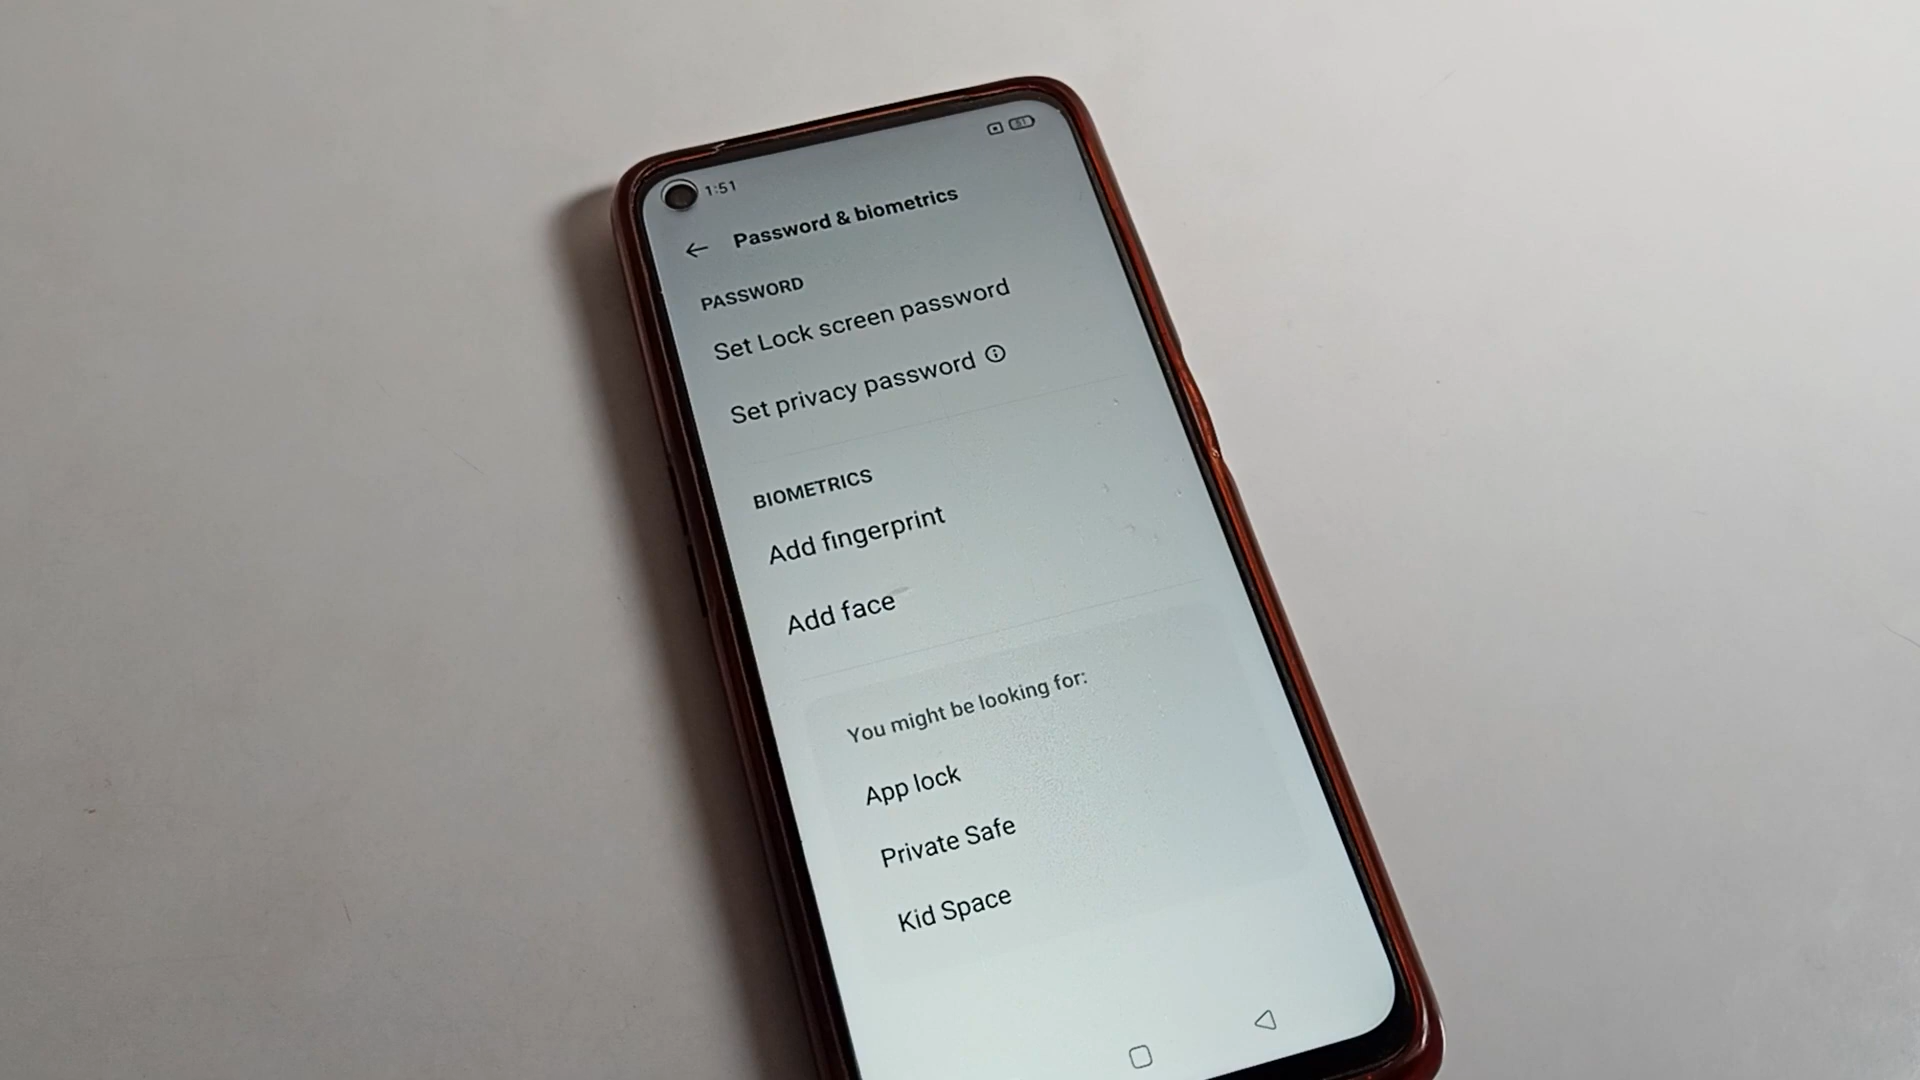 1:51
Password & biometrics
PASSWORD
Set Lock screen password
Set privacy password
BIOMETRICS
Add fingerprint
Add face
You might be looking for:
App lock
Private Safe
Kid Space